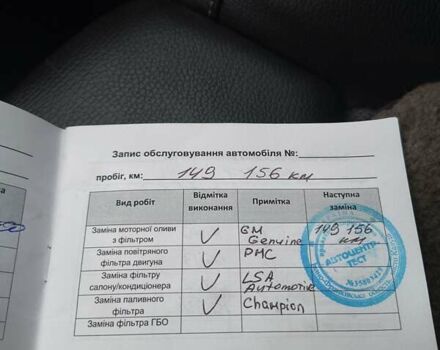 Запис обслуговування автомобіля №:
пробіг, км: 149 156 км
Вид робіт Відмітка виконання Примітка Наступна заміна
Заміна моторної оливи з фільтром ✓ GM Genuine 149 156 км
Заміна повітряного фільтра двигуна ✓ PMC
Заміна фільтру салону/кондиціонера ✓ LSA Automotive
Заміна паливного фільтра ✓ Champion
Заміна фільтра ГБО
АВТОЦЕНТР
ТЕСТ